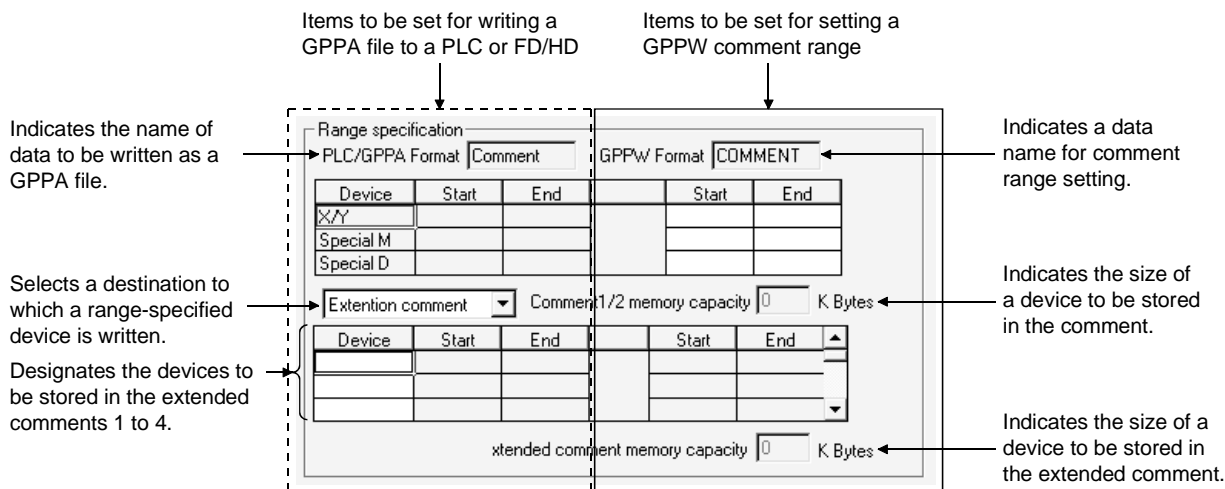 Items to be set for writing a
GPPA file to a PLC or FD/HD
Items to be set for setting a
GPPW comment range
Indicates the name of
data to be written as a
GPPA file.
Range specification
PLC/GPPA Format Comment
GPPW Format COMMENT
Indicates a data
name for comment
range setting.
Device Start End Start End
X/Y
Special M
Special D
Selects a destination to
which a range-specified
device is written.
Extention comment
Comment1/2 memory capacity 0 K Bytes
Indicates the size of
a device to be stored
in the comment.
Device Start End Start End
Designates the devices to
be stored in the extended
comments 1 to 4.
xtended comment memory capacity 0 K Bytes
Indicates the size of a
device to be stored in
the extended comment.